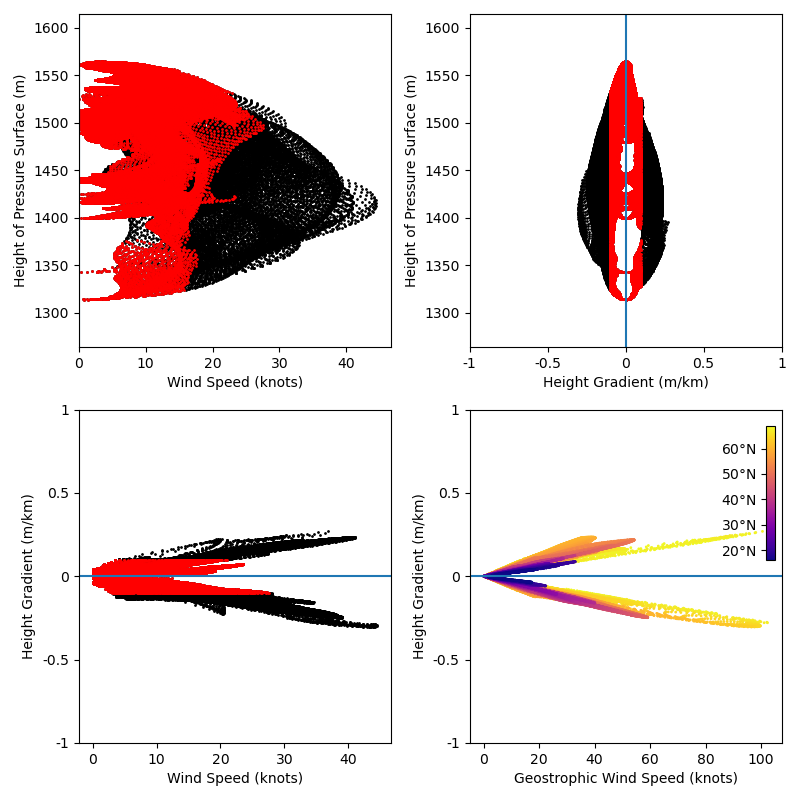 1600
1550
1500
1450
1400
1350
1300
Height of Pressure Surface (m)
0 10 20 30 40
Wind Speed (knots)
1600
1550
1500
1450
1400
1350
1300
Height of Pressure Surface (m)
-1 -0.5 0 0.5 1
Height Gradient (m/km)
1
0.5
0
-0.5
-1
Height Gradient (m/km)
0 10 20 30 40
Wind Speed (knots)
1
0.5
0
-0.5
-1
Height Gradient (m/km)
60°N
50°N
40°N
30°N
20°N
0 20 40 60 80 100
Geostrophic Wind Speed (knots)